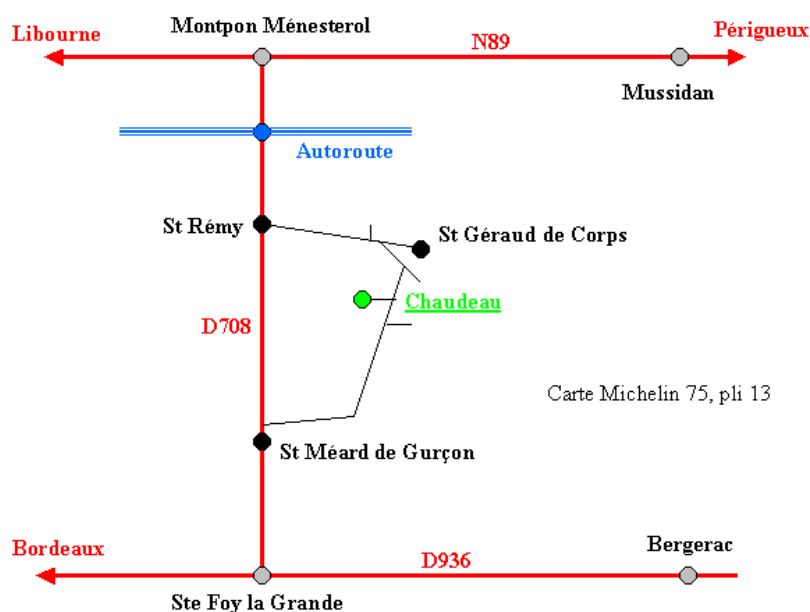 Libourne
Montpon Ménesterol
N89
Périgueux
Mussidan
Autoroute
St Rémy
St Géraud de Corps
Chaudeau
D708
Carte Michelin 75, pli 13
St Méard de Gurçon
Bordeaux
D936
Bergerac
Ste Foy la Grande